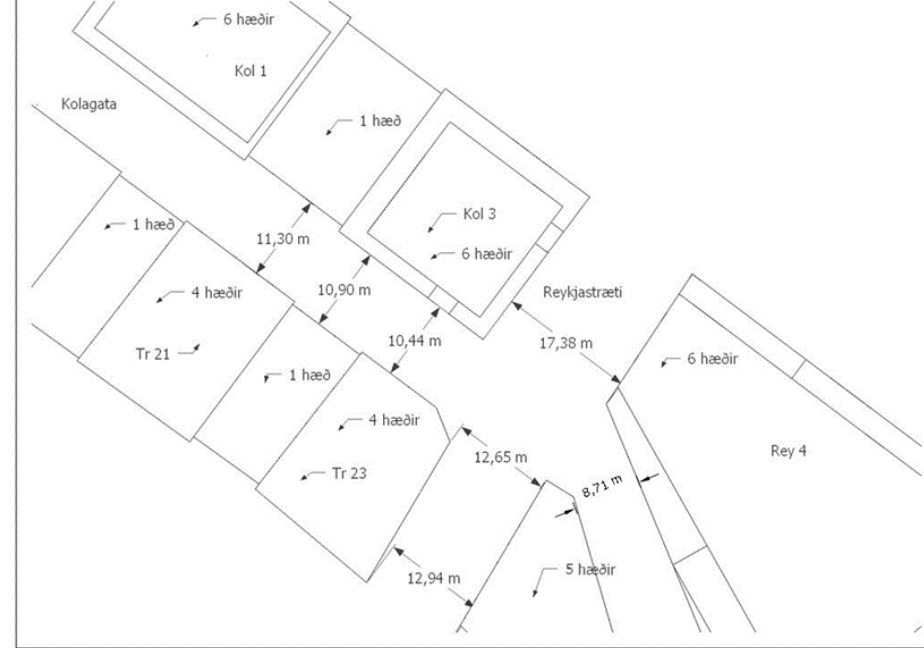 6 hæðir
Kol 1
Kolagata
1 hæð
Kol 3
6 hæðir
1 hæð
11,30 m
4 hæðir
10,90 m
Reykjastræti
Tr 21
10,44 m
17,38 m
6 hæðir
1 hæð
4 hæðir
Rey 4
12,65 m
Tr 23
8,71 m
5 hæðir
12,94 m